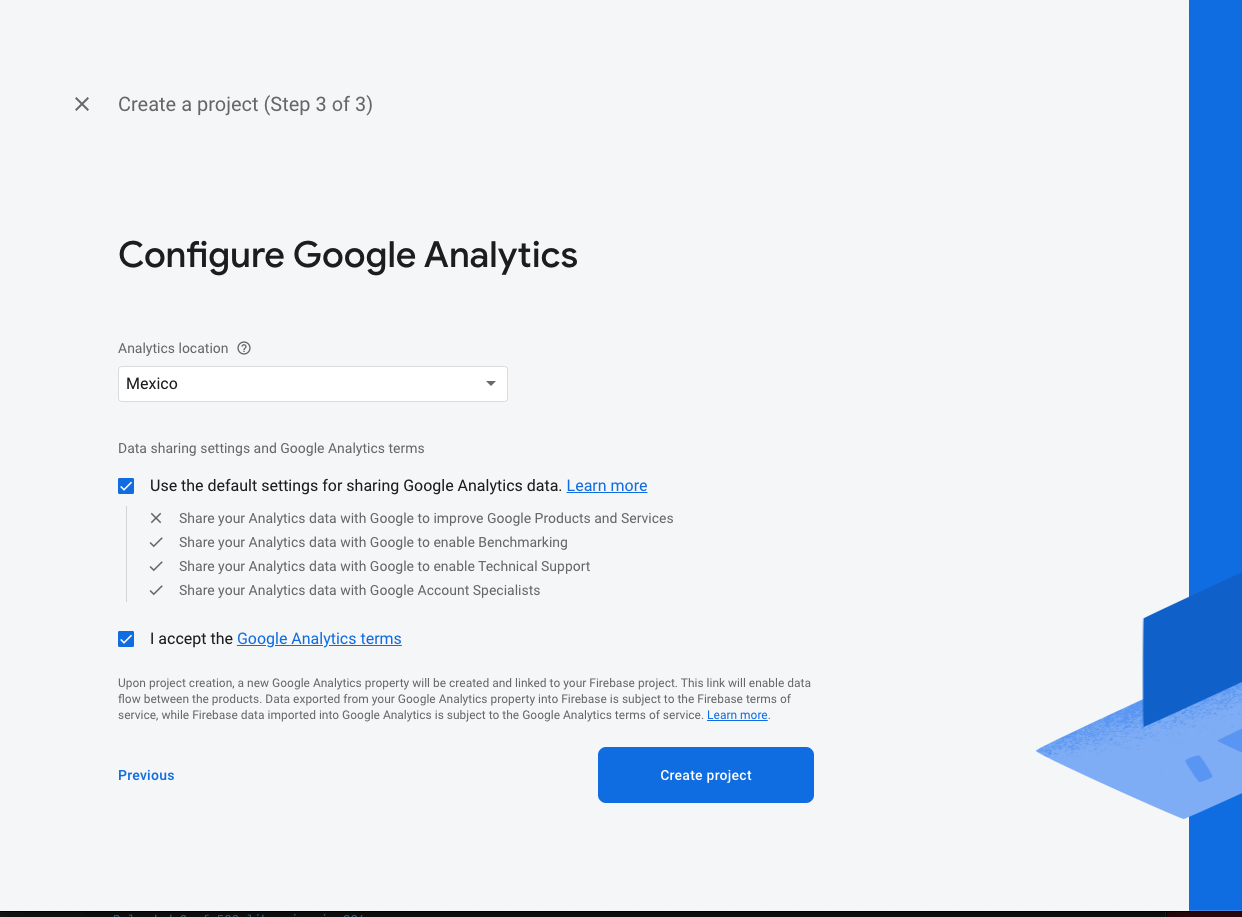 Create a project (Step 3 of 3)
Configure Google Analytics
Analytics location
Mexico
Data sharing settings and Google Analytics terms
Use the default settings for sharing Google Analytics data. Learn more
Share your Analytics data with Google to improve Google Products and Services
Share your Analytics data with Google to enable Benchmarking
Share your Analytics data with Google to enable Technical Support
Share your Analytics data with Google Account Specialists
I accept the Google Analytics terms
Upon project creation, a new Google Analytics property will be created and linked to your Firebase project. This link will enable data
flow between the products. Data exported from your Google Analytics property into Firebase is subject to the Firebase terms of
service, while Firebase data imported into Google Analytics is subject to the Google Analytics terms of service. Learn more.
Previous
Create project